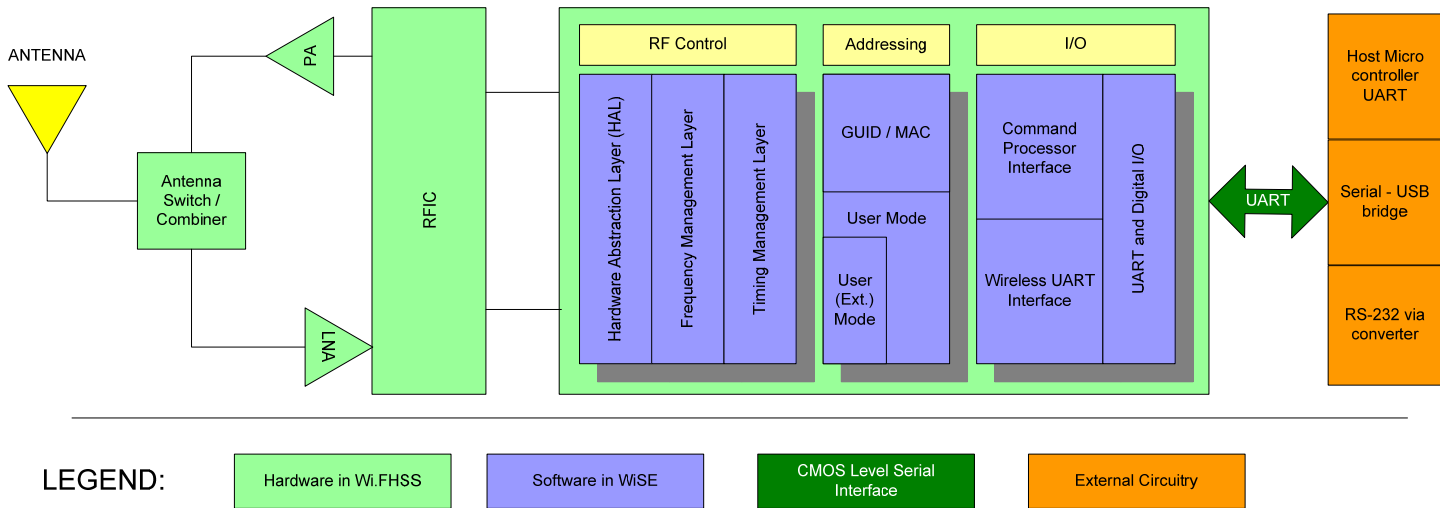 ANTENNA
PA
Antenna
Switch /
Combiner
LNA
RFIC
RF Control
Hardware Abstraction Layer (HAL)
Frequency Management Layer
Timing Management Layer
Addressing
GUID / MAC
User Mode
User
(Ext.)
Mode
I/O
Command
Processor
Interface
Wireless UART
Interface
UART and Digital I/O
UART
Host Micro
controller
UART
Serial - USB
bridge
RS-232 via
converter
LEGEND:
Hardware in Wi.FHSS
Software in WiSE
CMOS Level Serial
Interface
External Circuitry